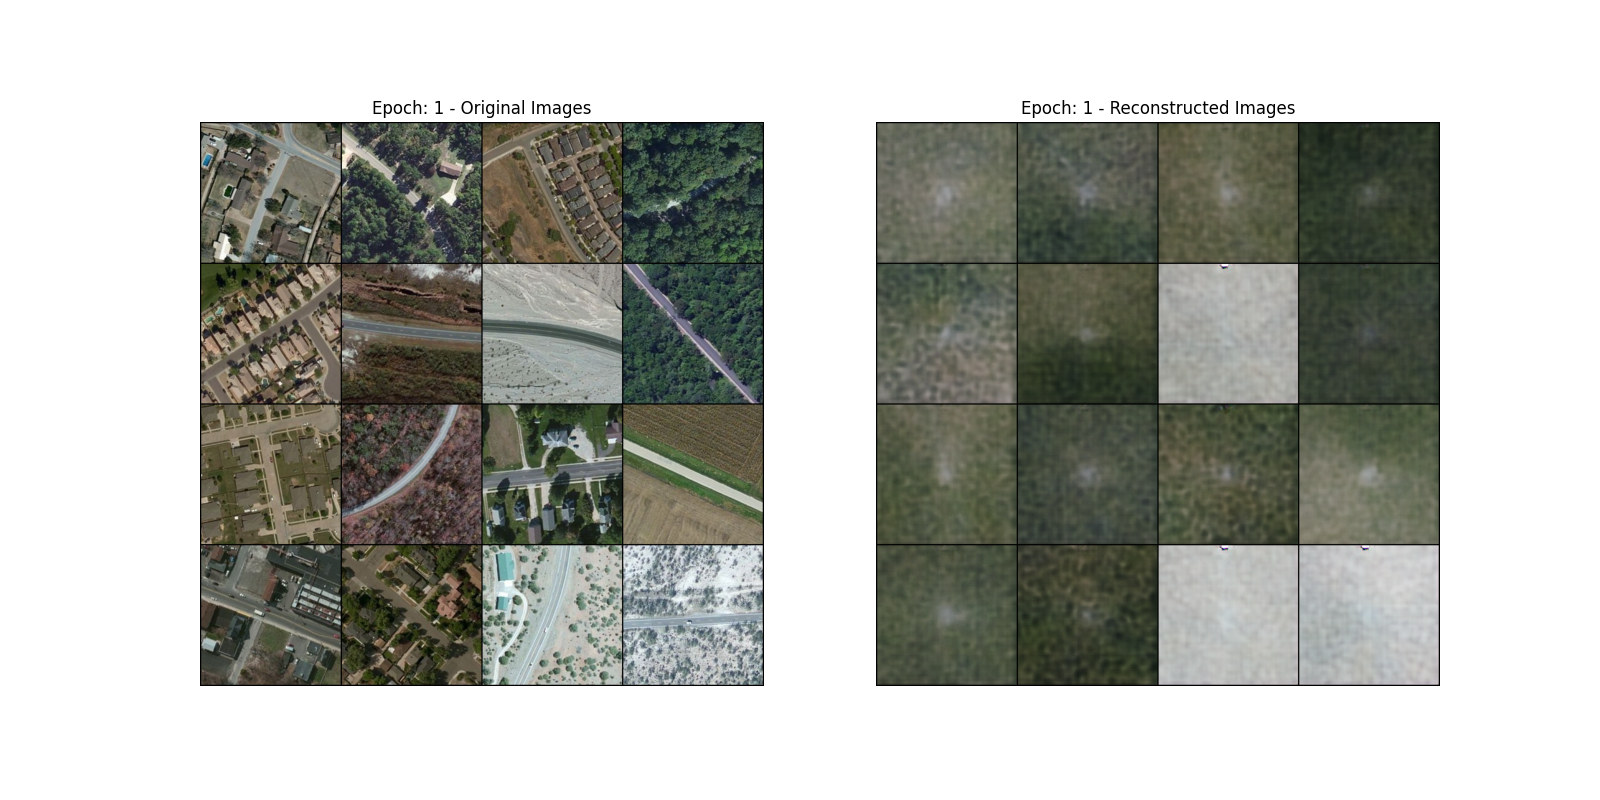 Epoch: 1 - Original Images
Epoch: 1 - Reconstructed Images